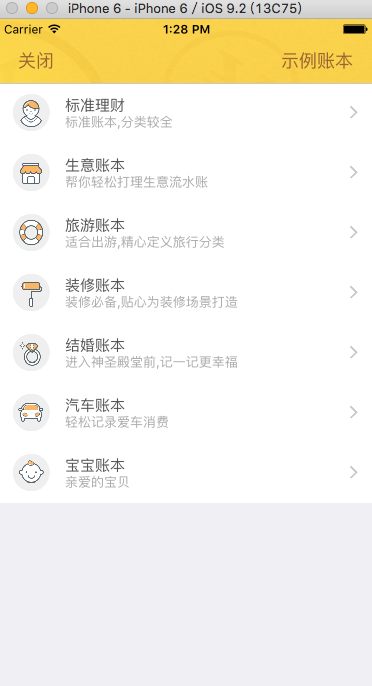 iPhone 6 - iPhone 6 / iOS 9.2 (13C75)
Carrier 1:28 PM
关闭 示例账本
标准理财
标准账本,分类较全
生意账本
帮你轻松打理生意流水账
旅游账本
适合出游,精心定义旅行分类
装修账本
装修必备,贴心为装修场景打造
结婚账本
进入神圣殿堂前,记一记更幸福
汽车账本
轻松记录爱车消费
宝宝账本
亲爱的宝贝